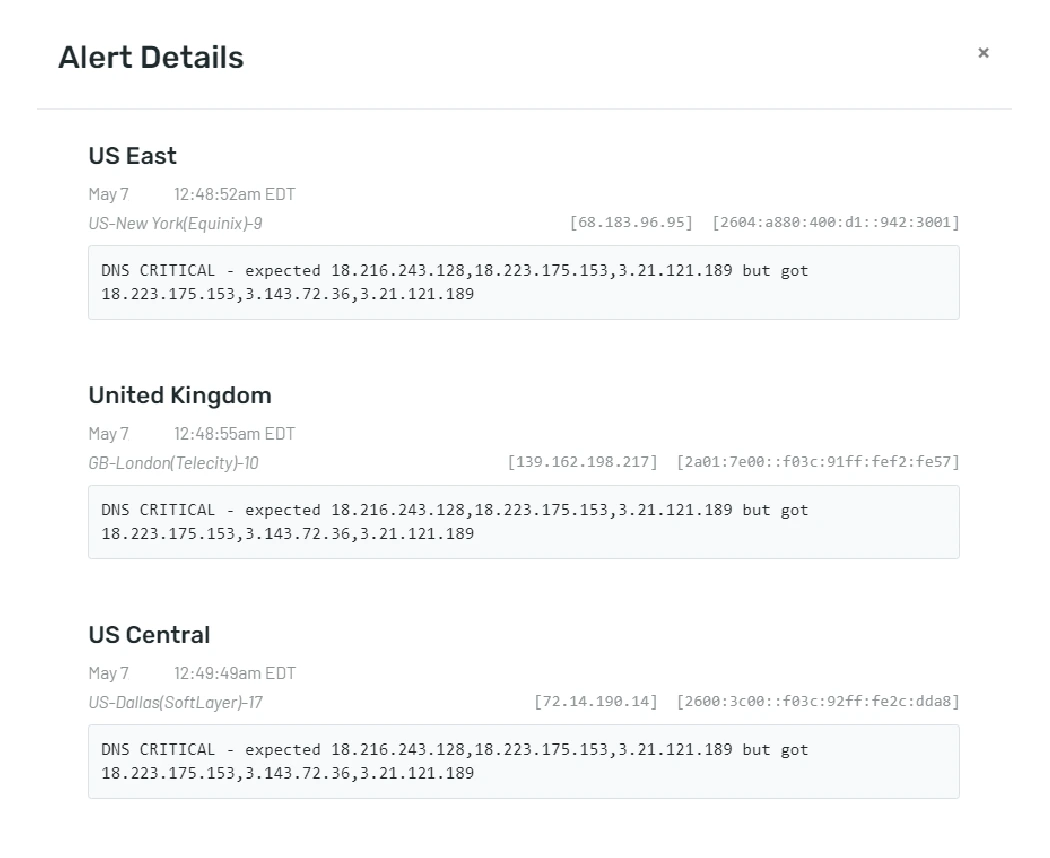 Alert Details ×
US East
May 7 12:48:52am EDT
US-New York(Equinix)-9 [68.183.96.95] [2604:a880:400:d1::942:3001]
DNS CRITICAL - expected 18.216.243.128,18.223.175.153,3.21.121.189 but got
18.223.175.153,3.143.72.36,3.21.121.189
United Kingdom
May 7 12:48:55am EDT
GB-London(Telecity)-10 [139.162.198.217] [2a01:7e00::f03c:91ff:fef2:fe57]
DNS CRITICAL - expected 18.216.243.128,18.223.175.153,3.21.121.189 but got
18.223.175.153,3.143.72.36,3.21.121.189
US Central
May 7 12:49:49am EDT
US-Dallas(SoftLayer)-17 [72.14.190.14] [2600:3c00::f03c:92ff:fe2c:dda8]
DNS CRITICAL - expected 18.216.243.128,18.223.175.153,3.21.121.189 but got
18.223.175.153,3.143.72.36,3.21.121.189